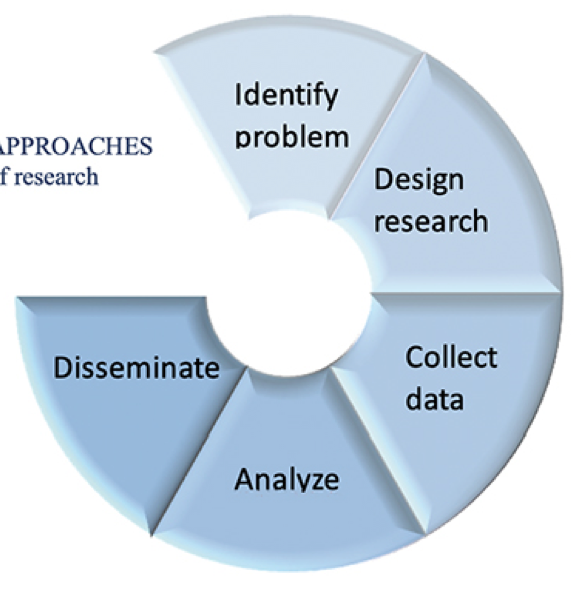 APPROACHES
f research
Identify
problem
Design
research
Collect
data
Analyze
Disseminate